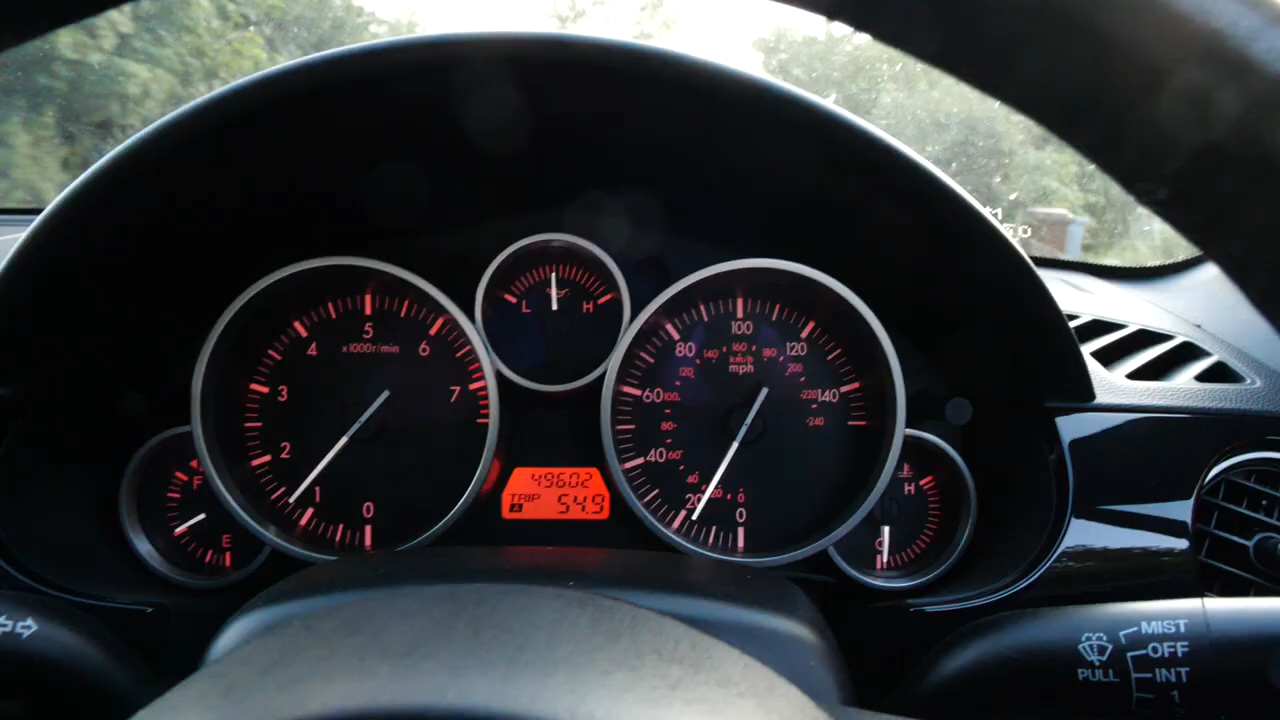 L H
5
4 x1000r/min 6
3 7
2
1 0
F
E
100
80 120
60 140
40
20 0
140 160 180
km/h
mph
120 200
100 220
80 240
60
40
20 0
49602
TRIP
A 54.9
H
C
MIST
OFF
PULL INT
1